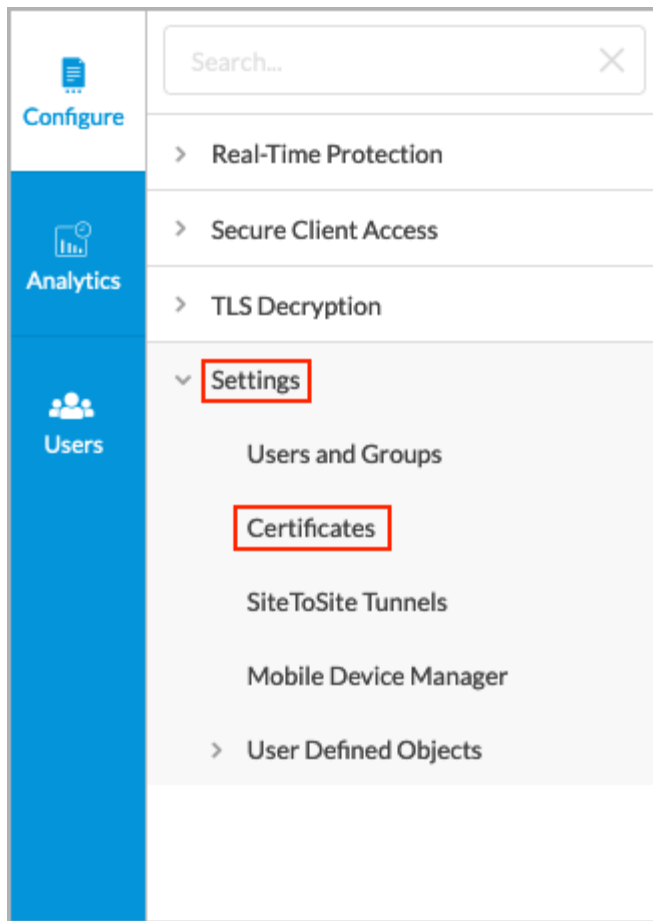 Configure
Analytics
Users
Search...
Real-Time Protection
Secure Client Access
TLS Decryption
Settings
Users and Groups
Certificates
SiteToSite Tunnels
Mobile Device Manager
User Defined Objects